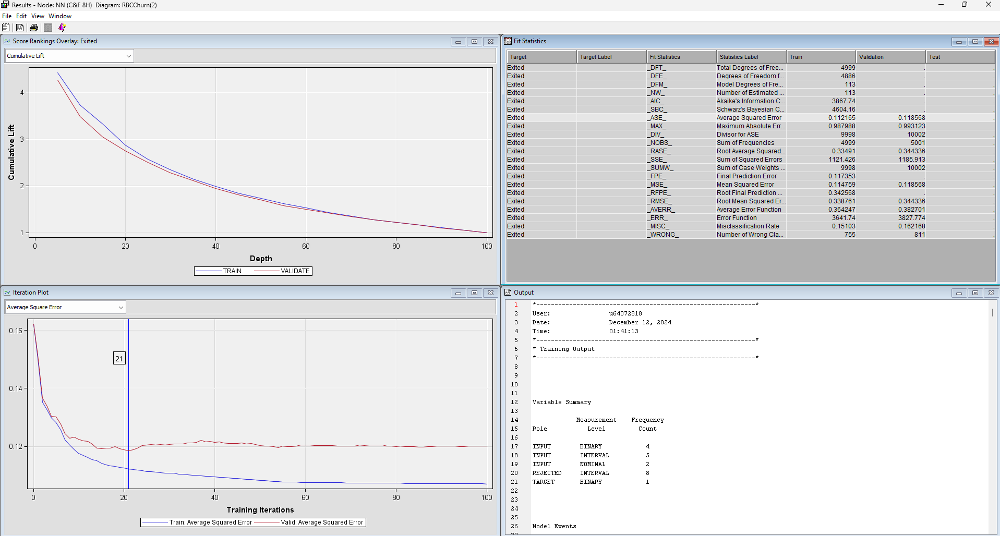 Results - Node: NN (C&F 8H)  Diagram: RBCChurn(2)
File Edit View Window
Score Rankings Overlay: Exited
Cumulative Lift
Cumulative Lift
4
3
2
1
0 20 40 60 80 100
Depth
TRAIN VALIDATE
Fit Statistics
Target Target Label Fit Statistics Statistics Label Train Validation Test
Exited _DFT_ Total Degrees of Free... 4999 . .
Exited _DFE_ Degrees of Freedom f... 4886 . .
Exited _DFM_ Model Degrees of Fre... 113 . .
Exited _NW_ Number of Estimated ... 113 . .
Exited _AIC_ Akaike's Information C... 3867.74 . .
Exited _SBC_ Schwarz's Bayesian C... 4604.16 . .
Exited _ASE_ Average Squared Error 0.112165 0.118568 .
Exited _MAX_ Maximum Absolute Err... 0.987988 0.993123 .
Exited _DIV_ Divisor for ASE 9998 10002 .
Exited _NOBS_ Sum of Frequencies 4999 5001 .
Exited _RASE_ Root Average Squared... 0.33491 0.344336 .
Exited _SSE_ Sum of Squared Errors 1121.426 1185.913 .
Exited _SUMW_ Sum of Case Weights ... 9998 10002 .
Exited _FPE_ Final Prediction Error 0.117353 . .
Exited _MSE_ Mean Squared Error 0.114759 0.118568 .
Exited _RFPE_ Root Final Prediction ... 0.342568 . .
Exited _RMSE_ Root Mean Squared Er... 0.338761 0.344336 .
Exited _AVERR_ Average Error Function 0.364247 0.382701 .
Exited _ERR_ Error Function 3641.74 3827.774 .
Exited _MISC_ Misclassification Rate 0.15103 0.162168 .
Exited _WRONG_ Number of Wrong Cla... 755 811 .
Iteration Plot
Average Square Error
0.16
21
0.14
0.12
0 20 40 60 80 100
Training Iterations
Train: Average Squared Error Valid: Average Squared Error
Output
1 *------------------------------------------------------------*
2 User: u64072818
3 Date: December 12, 2024
4 Time: 01:41:13
5 *------------------------------------------------------------*
6 * Training Output
7 *------------------------------------------------------------*
8
9
10
11
12 Variable Summary
13
14 Measurement Frequency
15 Role Level Count
16
17 INPUT BINARY 4
18 INPUT INTERVAL 5
19 INPUT NOMINAL 2
20 REJECTED INTERVAL 8
21 TARGET BINARY 1
22
23
24
25
26 Model Events
27